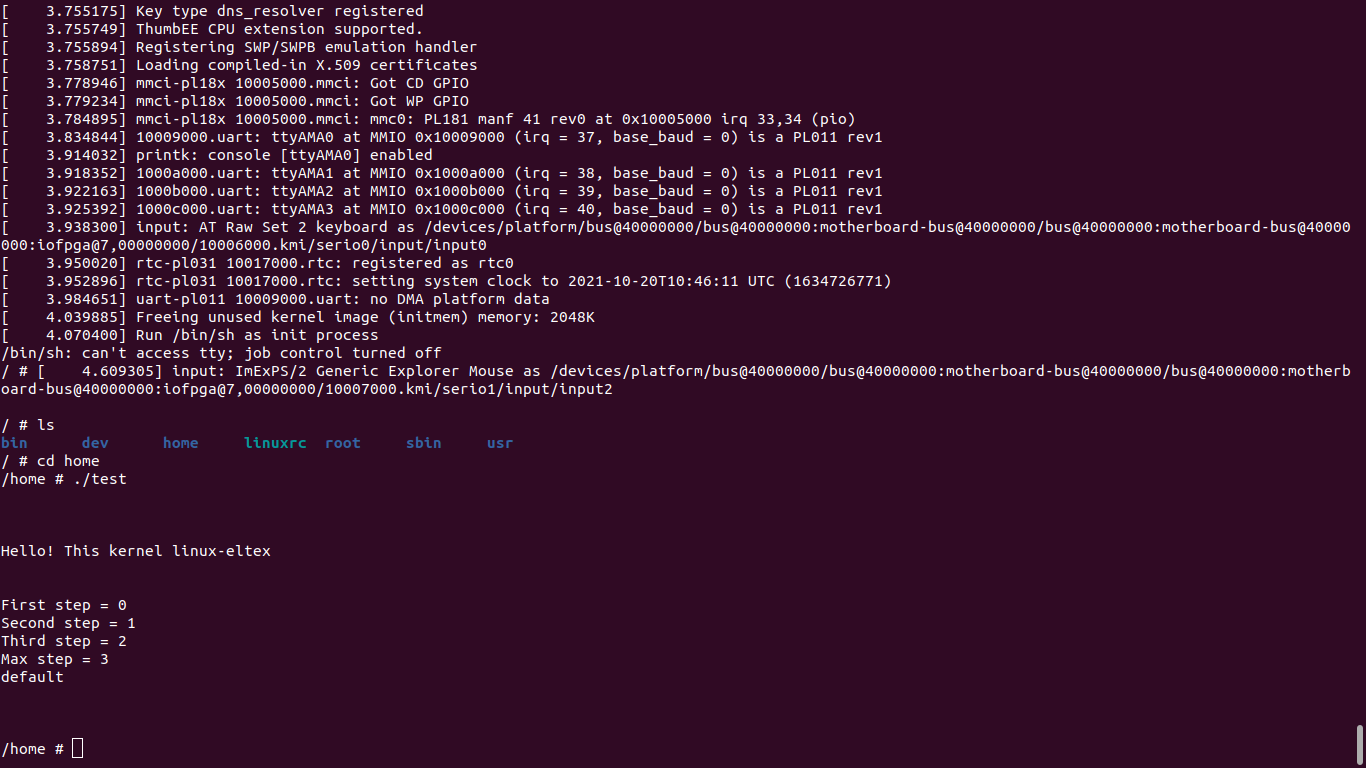 [    3.755175] Key type dns_resolver registered
[    3.755749] ThumbEE CPU extension supported.
[    3.755894] Registering SWP/SWPB emulation handler
[    3.758751] Loading compiled-in X.509 certificates
[    3.778946] mmci-pl18x 10005000.mmci: Got CD GPIO
[    3.779234] mmci-pl18x 10005000.mmci: Got WP GPIO
[    3.784895] mmci-pl18x 10005000.mmci: mmc0: PL181 manf 41 rev0 at 0x10005000 irq 33,34 (pio)
[    3.834844] 10009000.uart: ttyAMA0 at MMIO 0x10009000 (irq = 37, base_baud = 0) is a PL011 rev1
[    3.914032] printk: console [ttyAMA0] enabled
[    3.918352] 1000a000.uart: ttyAMA1 at MMIO 0x1000a000 (irq = 38, base_baud = 0) is a PL011 rev1
[    3.922163] 1000b000.uart: ttyAMA2 at MMIO 0x1000b000 (irq = 39, base_baud = 0) is a PL011 rev1
[    3.925392] 1000c000.uart: ttyAMA3 at MMIO 0x1000c000 (irq = 40, base_baud = 0) is a PL011 rev1
[    3.938300] input: AT Raw Set 2 keyboard as /devices/platform/bus@40000000/bus@40000000:motherboard-bus@40000000/bus@40000000:motherboard-bus@40000
000:iofpga@7,00000000/10006000.kmi/serio0/input/input0
[    3.950020] rtc-pl031 10017000.rtc: registered as rtc0
[    3.952896] rtc-pl031 10017000.rtc: setting system clock to 2021-10-20T10:46:11 UTC (1634726771)
[    3.984651] uart-pl011 10009000.uart: no DMA platform data
[    4.039885] Freeing unused kernel image (initmem) memory: 2048K
[    4.070400] Run /bin/sh as init process
/bin/sh: can't access tty; job control turned off
/ # [    4.609305] input: ImExPS/2 Generic Explorer Mouse as /devices/platform/bus@40000000/bus@40000000:motherboard-bus@40000000/bus@40000000:motherb
oard-bus@40000000:iofpga@7,00000000/10007000.kmi/serio1/input/input2
/ # ls
bin      dev      home     linuxrc  root     sbin     usr
/ # cd home
/home # ./test
Hello! This kernel linux-eltex
First step = 0
Second step = 1
Third step = 2
Max step = 3
default
/home #